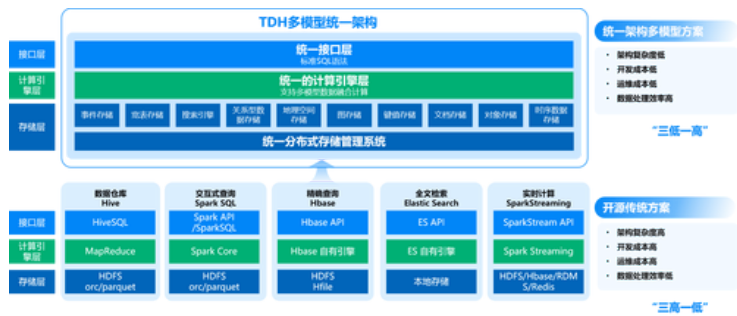 TDH多模型统一架构
统一架构多模型方案
接口层
统一接口层
标准SQL语法
架构复杂度低
开发成本低
运维成本低
数据处理效率高
计算引
擎层
统一的计算引擎层
支持多模型数据融合计算
存储层
事件存储
宽表存储
搜索引擎
关系型数
据存储
地理空间
存储
图存储
键值存储
文档存储
对象存储
时序数据
存储
统一分布式存储管理系统
“三低一高”
数据仓库
Hive
交互式查询
Spark SQL
精确查询
Hbase
全文检索
Elastic Search
实时计算
SparkStreaming
开源传统方案
接口层
HiveSQL
Spark API
/SparkSQL
Hbase API
ES API
SparkStream API
架构复杂度高
开发成本高
运维成本高
数据处理效率低
计算引
擎层
MapReduce
Spark Core
Hbase 自有引擎
ES 自有引擎
Spark Streaming
存储层
HDFS
orc/parquet
HDFS
orc/parquet
HDFS
Hfile
本地存储
HDFS/Hbase/RDM
S/Redis
“三高一低”